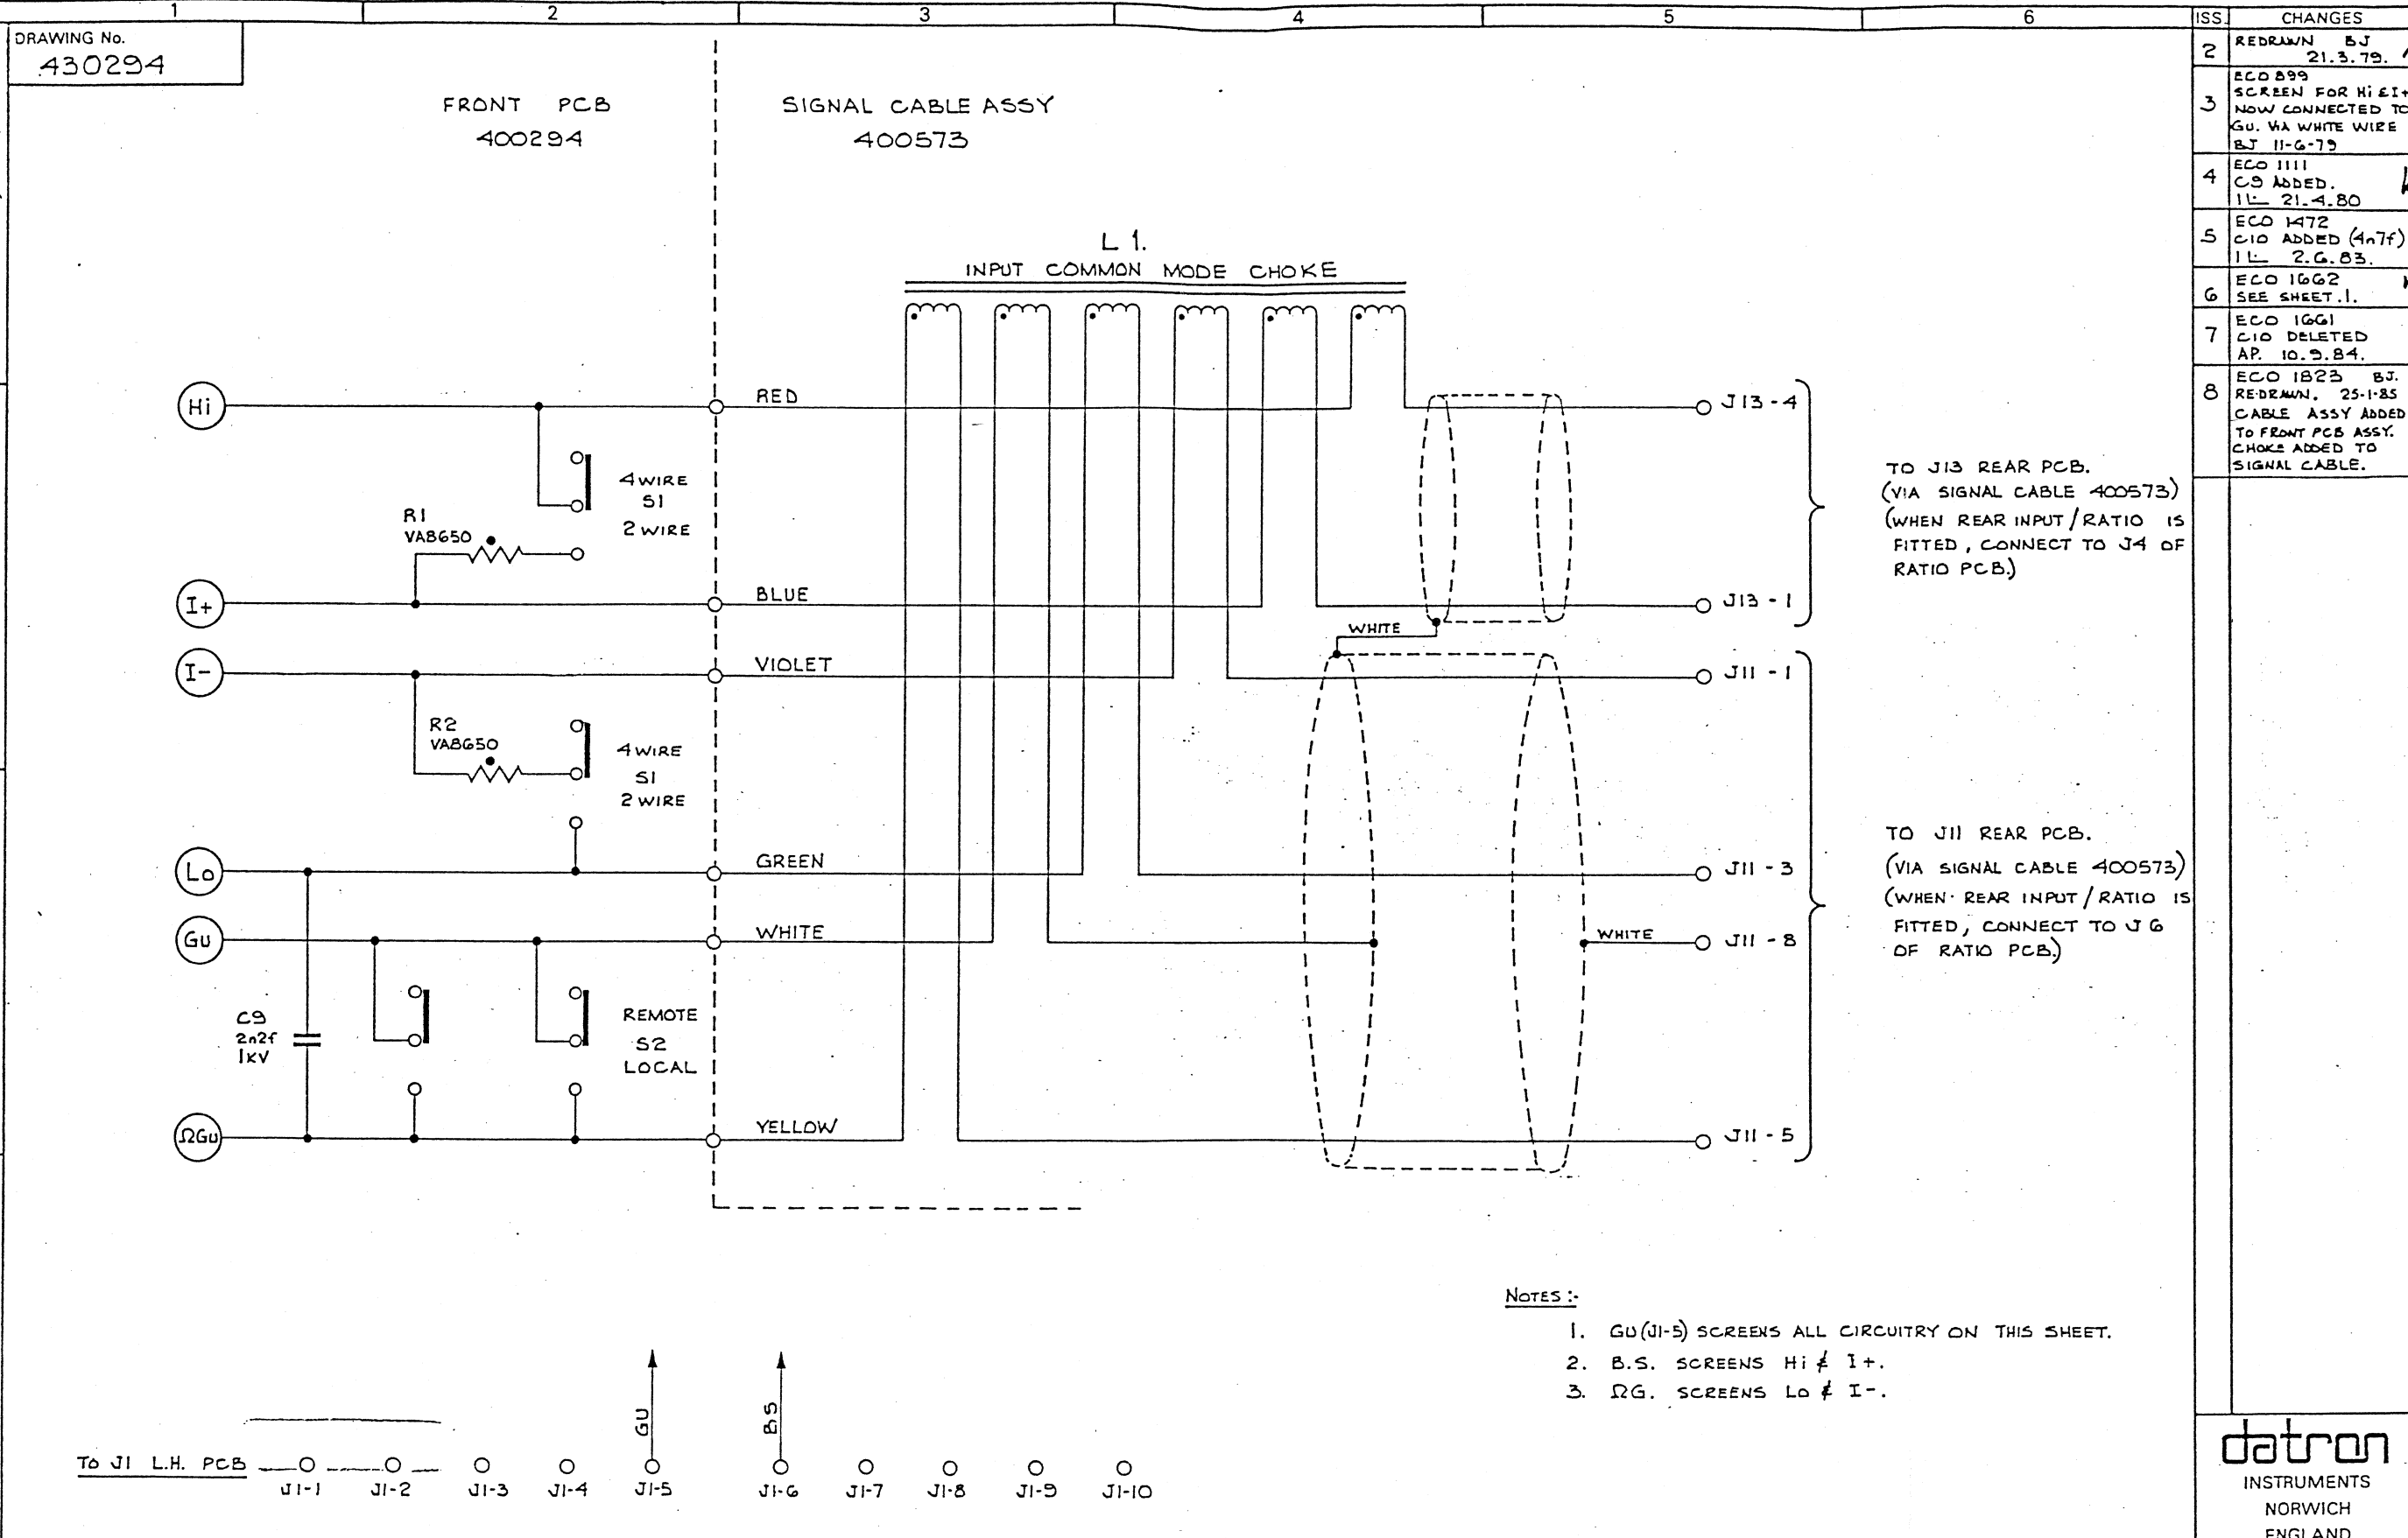 1 2 3 4 5 6
DRAWING No.
430294
FRONT PCB
400294
SIGNAL CABLE ASSY
400573
L 1.
INPUT COMMON MODE CHOKE
Hi
RED
J13 - 4
4 WIRE
S1
2 WIRE
R1
VA8650
I+
BLUE
J13 - 1
WHITE
I-
VIOLET
J11 - 1
R2
VA8650
4 WIRE
S1
2 WIRE
Lo
GREEN
J11 - 3
Gu
WHITE
WHITE
J11 - 8
C9
2n2f
1kV
REMOTE
S2
LOCAL
ΩGu
YELLOW
J11 - 5
TO J13 REAR PCB.
(VIA SIGNAL CABLE 400573)
(WHEN REAR INPUT/RATIO IS
FITTED, CONNECT TO J4 OF
RATIO PCB.)
TO J11 REAR PCB.
(VIA SIGNAL CABLE 400573)
(WHEN REAR INPUT/RATIO IS
FITTED, CONNECT TO J6
OF RATIO PCB.)
NOTES :-
1. GU(J1-5) SCREENS ALL CIRCUITRY ON THIS SHEET.
2. B.S. SCREENS Hi & I+.
3. ΩG. SCREENS Lo & I-.
GU
BS
TO J1 L.H. PCB
J1-1 J1-2 J1-3 J1-4 J1-5 J1-6 J1-7 J1-8 J1-9 J1-10
ISS. CHANGES
2 REDRAWN BJ
21.3.79.
3 ECO 899
SCREEN FOR Hi & I+
NOW CONNECTED TO
GU. VIA WHITE WIRE
BJ 11-6-79
4 ECO 1111
C9 ADDED.
21.4.80
5 ECO 1472
C10 ADDED (4n7f)
2.6.83.
6 ECO 1662
SEE SHEET.1.
7 ECO 1661
C10 DELETED
AP. 10.9.84.
8 ECO 1823 BJ.
REDRAWN. 25-1-85
CABLE ASSY ADDED
TO FRONT PCB ASSY.
CHOKE ADDED TO
SIGNAL CABLE.
datron
INSTRUMENTS
NORWICH
ENGLAND